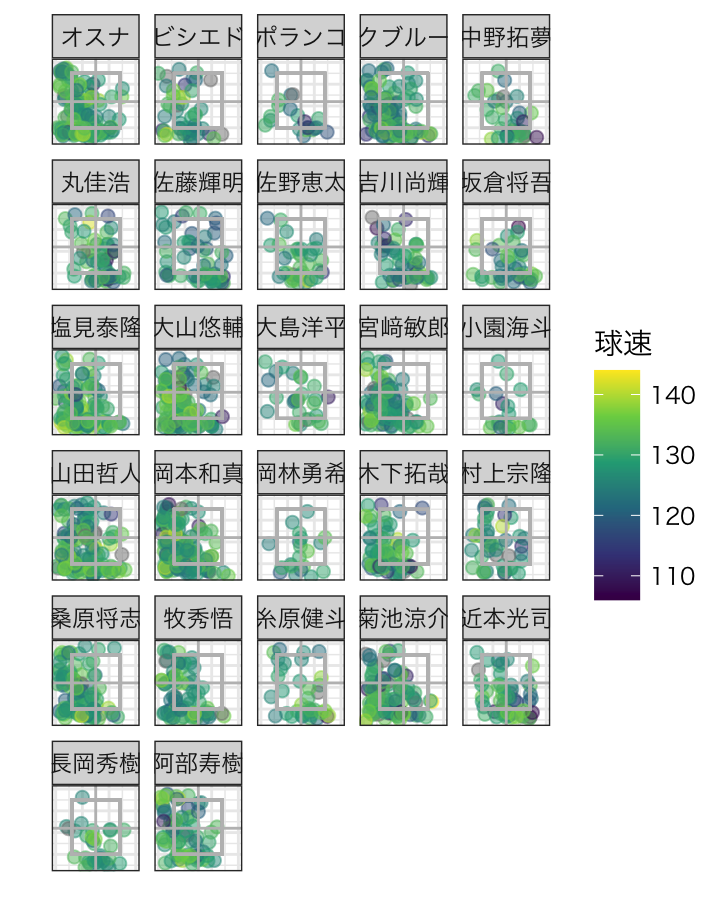 オスナ
ビシエド
ポランコ
クブルー
中野拓夢
丸佳浩
佐藤輝明
佐野恵太
吉川尚輝
坂倉将吾
塩見泰隆
大山悠輔
大島洋平
宮﨑敏郎
小園海斗
球速
140
130
120
110
山田哲人
岡本和真
岡林勇希
木下拓哉
村上宗隆
桑原将志
牧秀悟
糸原健斗
菊池涼介
近本光司
長岡秀樹
阿部寿樹